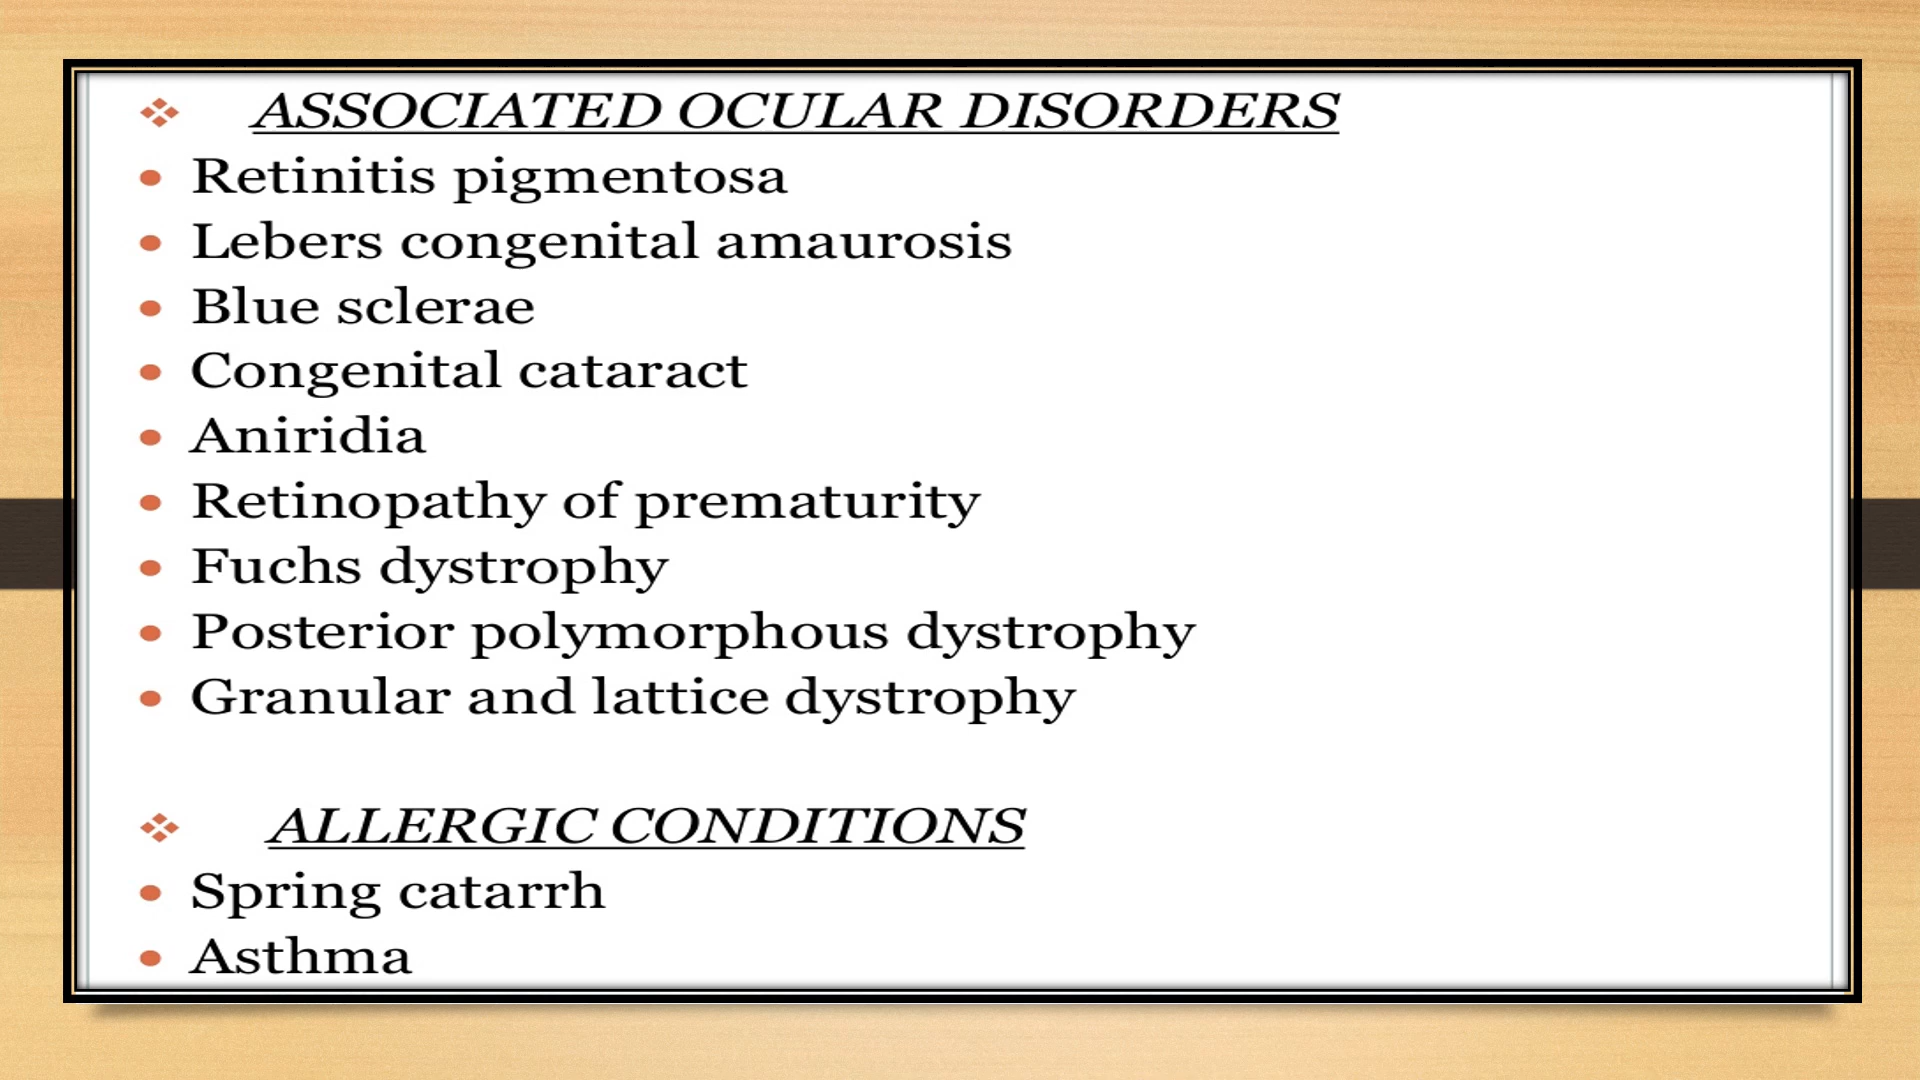 ASSOCIATED OCULAR DISORDERS
Retinitis pigmentosa
Lebers congenital amaurosis
Blue sclerae
Congenital cataract
Aniridia
Retinopathy of prematurity
Fuchs dystrophy
Posterior polymorphous dystrophy
Granular and lattice dystrophy
ALLERGIC CONDITIONS
Spring catarrh
Asthma